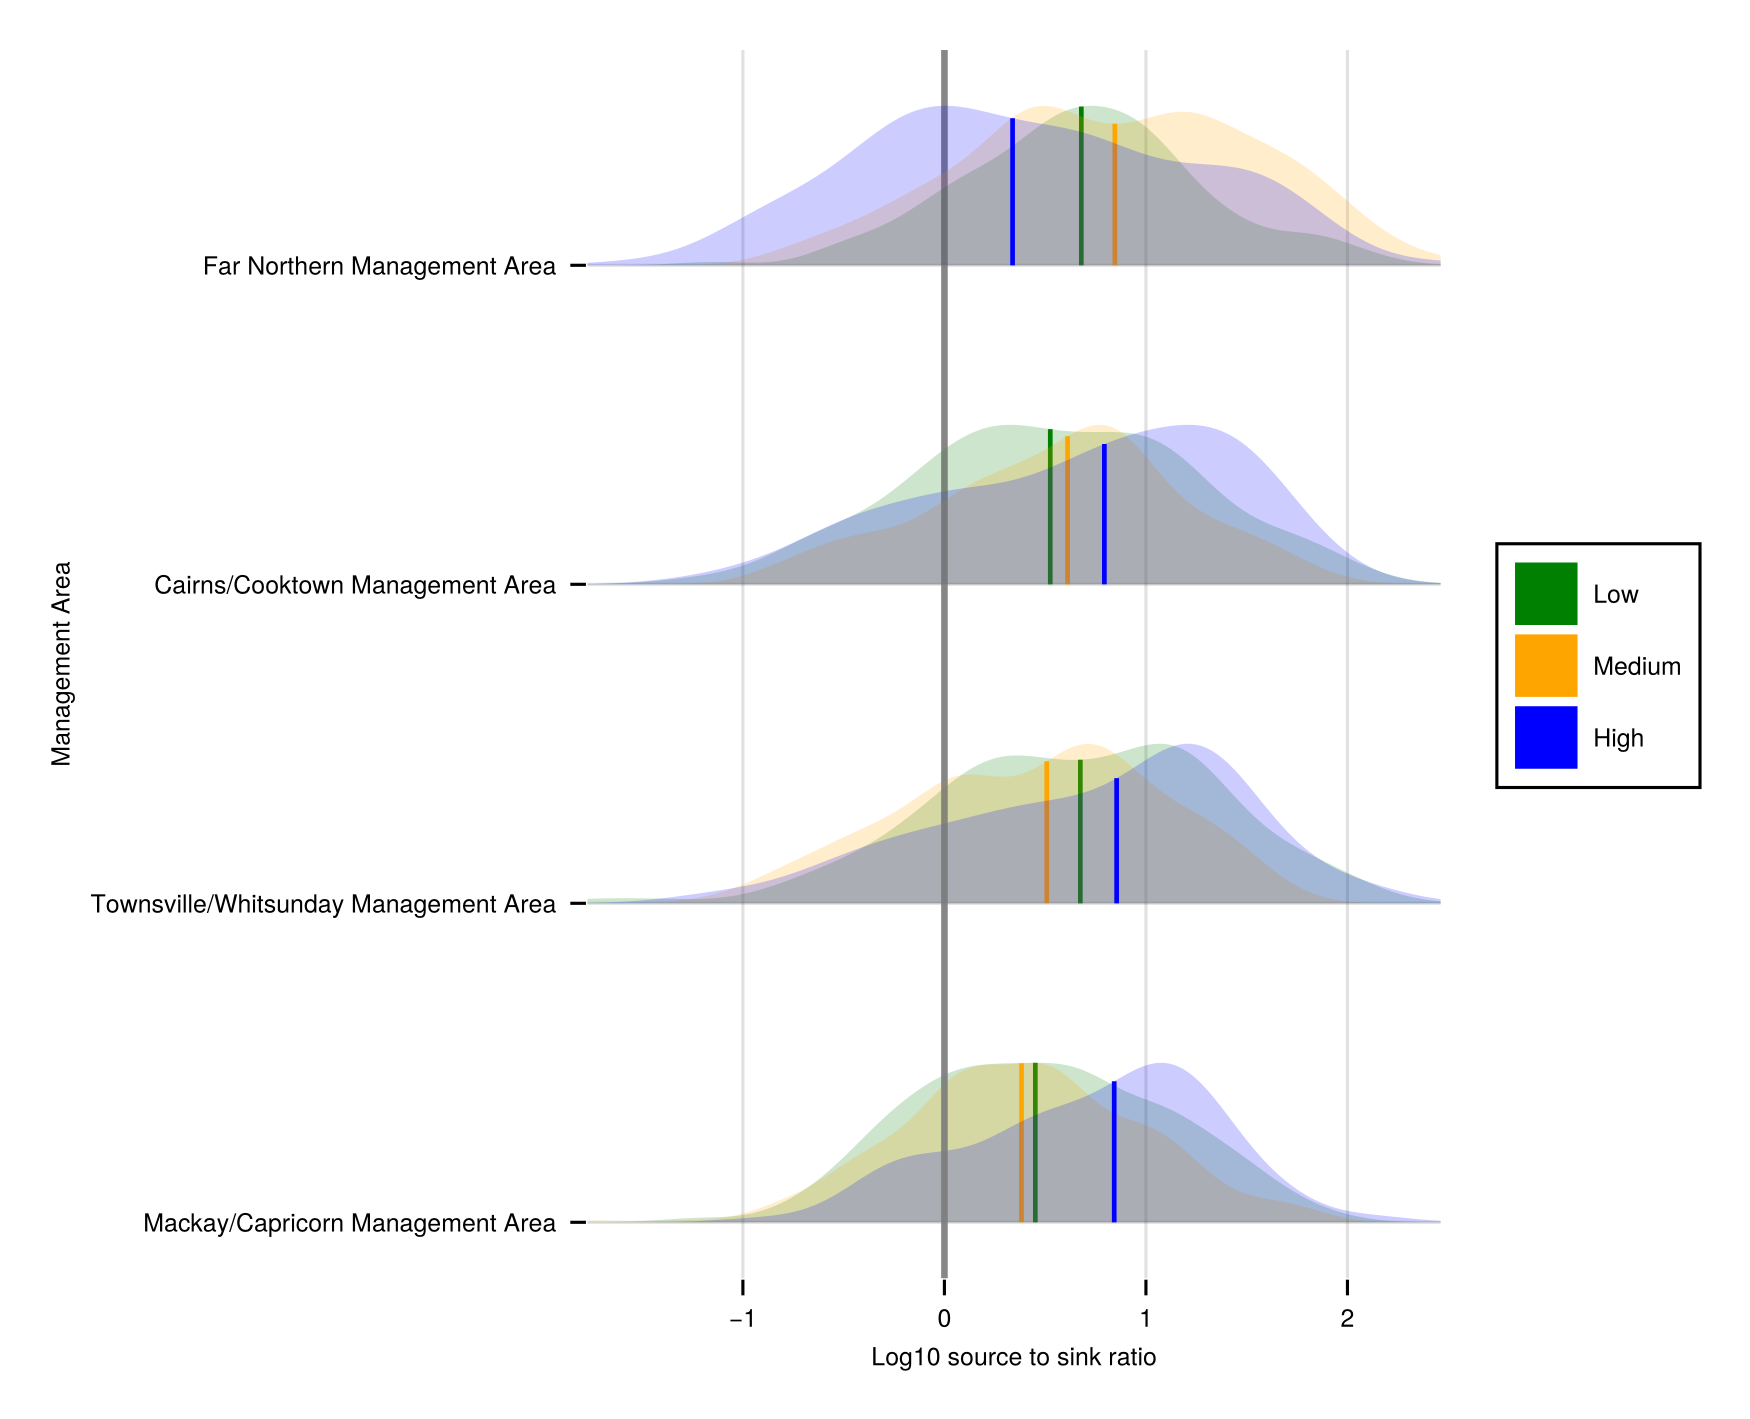 Far Northern Management Area
Cairns/Cooktown Management Area
Townsville/Whitsunday Management Area
Mackay/Capricorn Management Area
Management Area
−1
0
1
2
Log10 source to sink ratio
Low
Medium
High